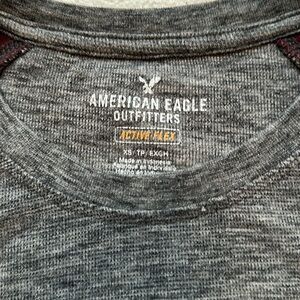 AMERICAN EAGLE
OUTFITTERS
ACTIVE FLEX
XS/TP/EXCH
Made in Indonesia